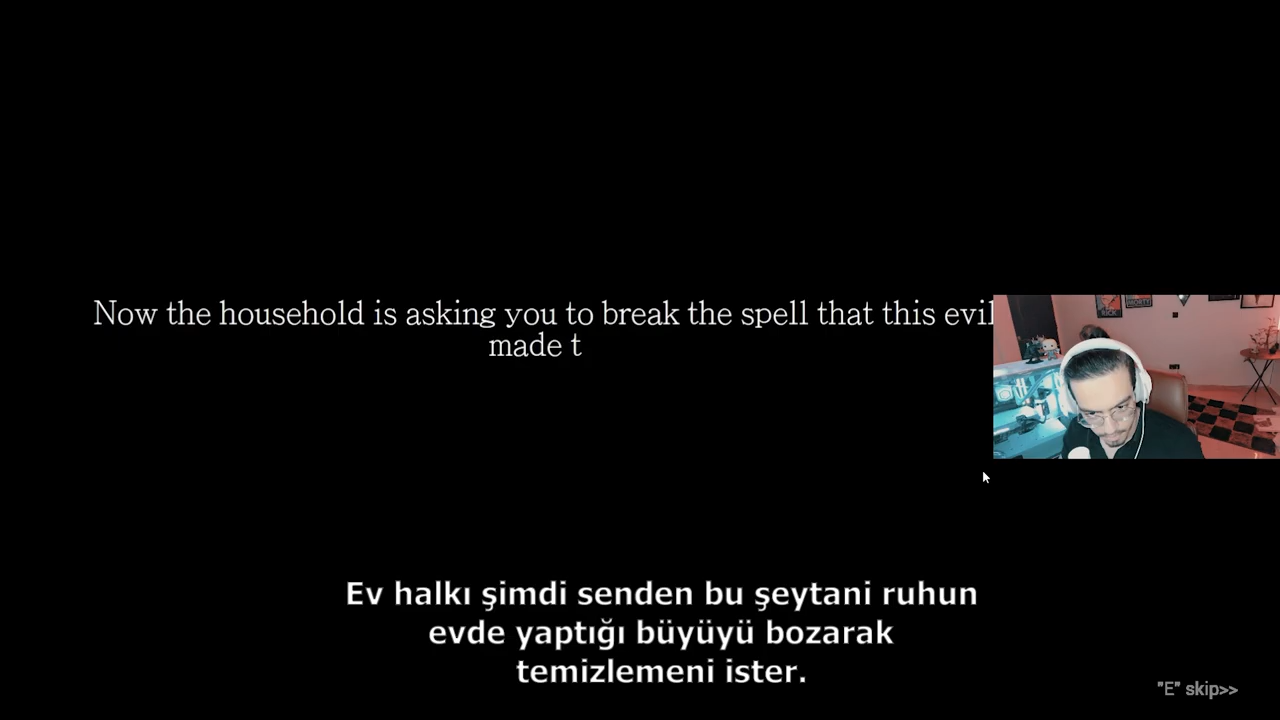 Now the household is asking you to break the spell that this evil
made t
Ev halkı şimdi senden bu şeytani ruhun
evde yaptığı büyüyü bozarak
temizlemeni ister.
"E" skip>>